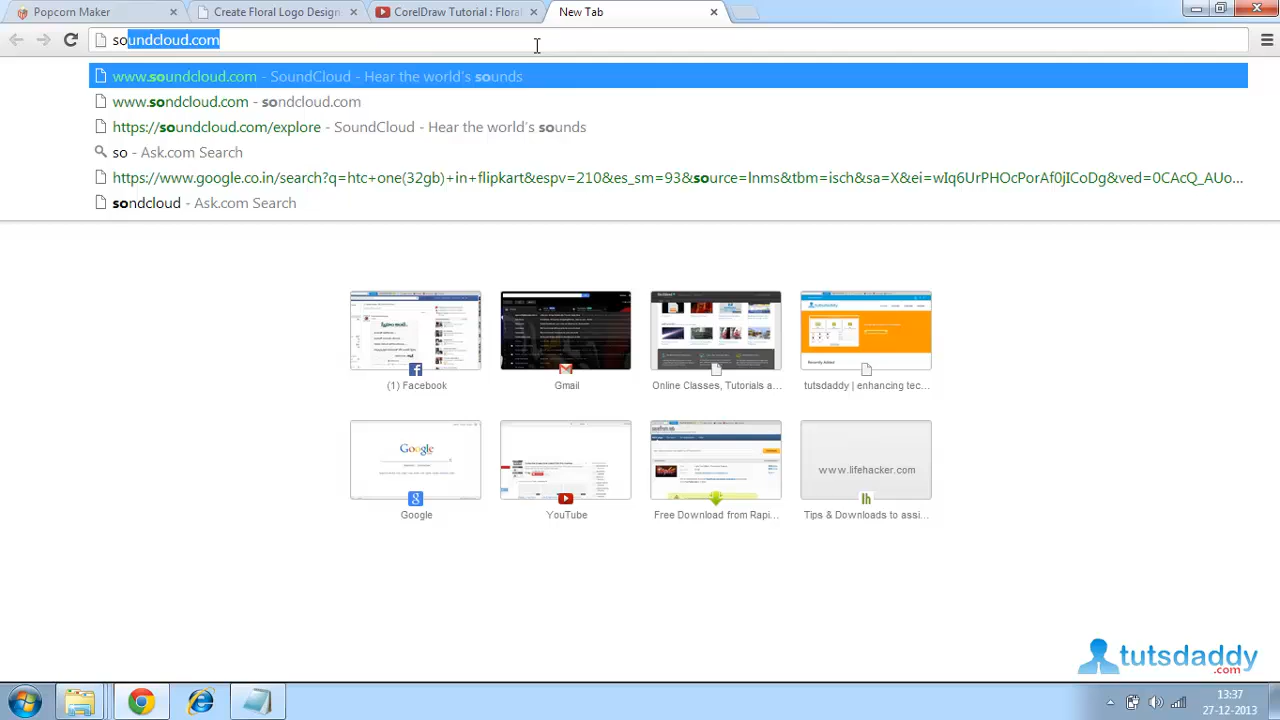 Popcorn Maker
Create Floral Logo Design
CorelDraw Tutorial : Floral
New Tab
soundcloud.com
www.soundcloud.com - SoundCloud - Hear the world's sounds
www.sondcloud.com - sondcloud.com
https://soundcloud.com/explore - SoundCloud - Hear the world's sounds
so - Ask.com Search
https://www.google.co.in/search?q=htc+one(32gb)+in+flipkart&espv=210&es_sm=93&source=lnms&tbm=isch&sa=X&ei=wIq6UrPHOcPorAf0jICoDg&ved=0CAcQ_AUo...
sondcloud - Ask.com Search
(1) Facebook
Gmail
Online Classes, Tutorials a...
tutsdaddy | enhancing tec...
Google
YouTube
Free Download from Rapi...
www.lifehacker.com
Tips & Downloads to assi...
tutsdaddy
.com
13:37
27-12-2013